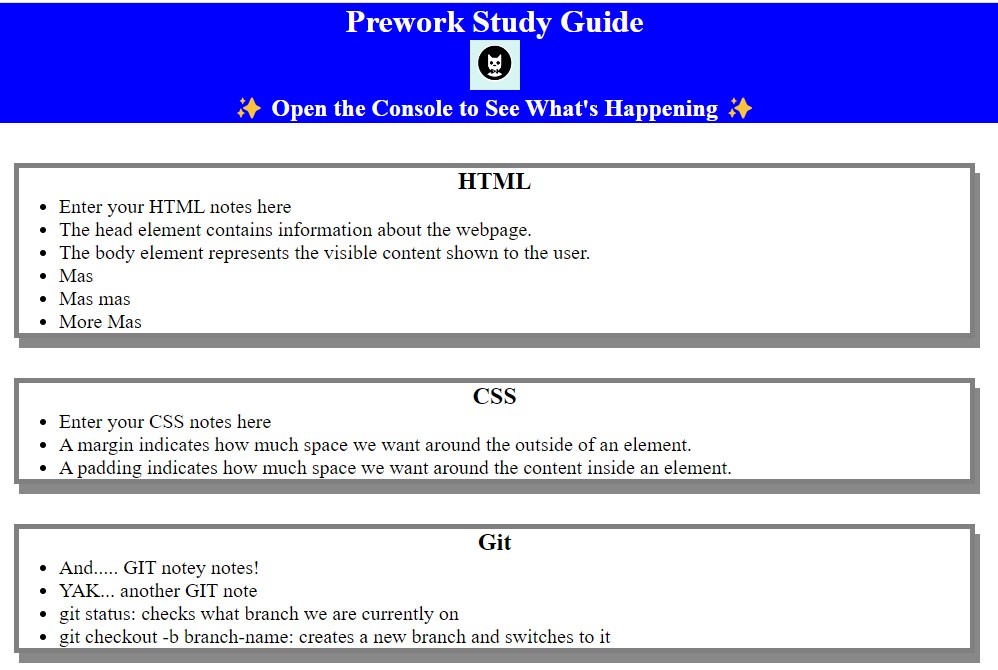 Prework Study Guide
✨ Open the Console to See What's Happening ✨
HTML
• Enter your HTML notes here
• The head element contains information about the webpage.
• The body element represents the visible content shown to the user.
• Mas
• Mas mas
• More Mas
CSS
• Enter your CSS notes here
• A margin indicates how much space we want around the outside of an element.
• A padding indicates how much space we want around the content inside an element.
Git
• And..... GIT notey notes!
• YAK... another GIT note
• git status: checks what branch we are currently on
• git checkout -b branch-name: creates a new branch and switches to it